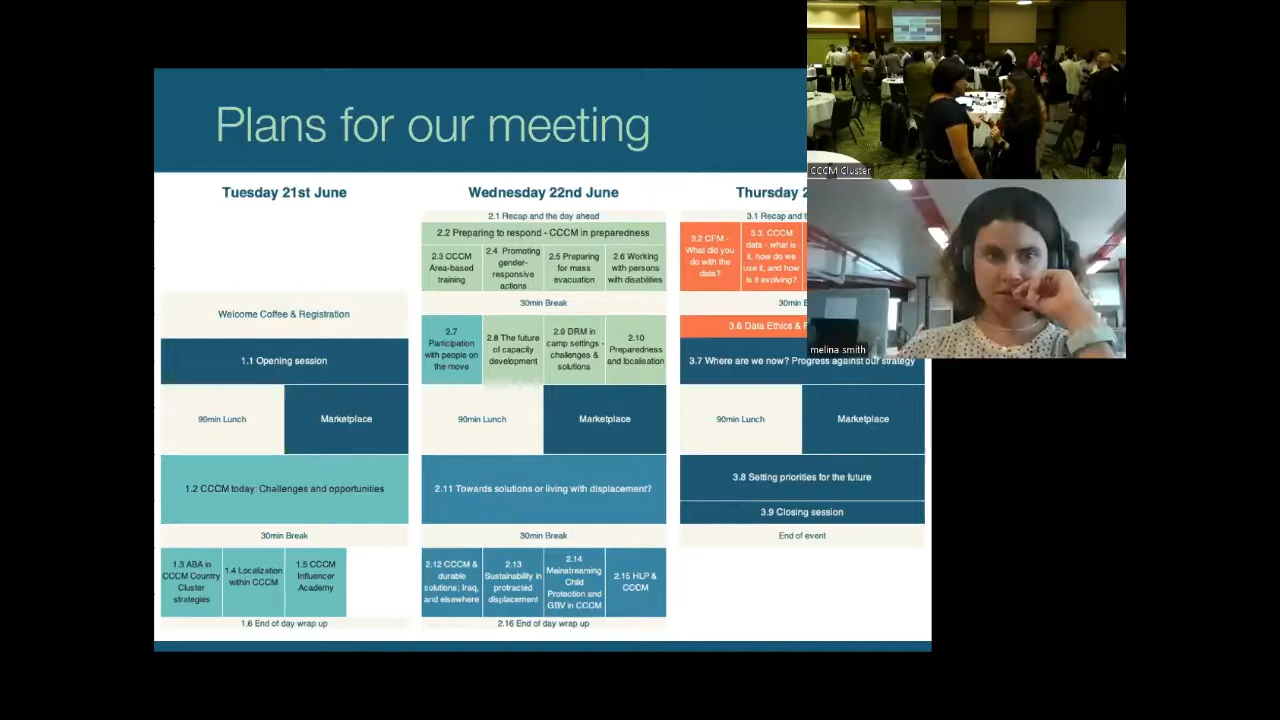 Plans for our meeting
CCCM Cluster
melina smith
Tuesday 21st June
Welcome Coffee & Registration
1.1 Opening session
90min Lunch
Marketplace
1.2 CCCM today: Challenges and opportunities
30min Break
1.3 ABA in
CCCM Country
Cluster
strategies
1.4 Localization
within CCCM
1.5 CCCM
Influencer
Academy
1.6 End of day wrap up
Wednesday 22nd June
2.1 Recap and the day ahead
2.2 Preparing to respond - CCCM in preparedness
2.3 CCCM
Area-based
training
2.4 Promoting
gender-
responsive
actions
2.5 Preparing
for mass
evacuation
2.6 Working
with persons
with disabilities
30min Break
2.7
Participation
with people on
the move
2.8 The future
of capacity
development
2.9 DRM in
camp settings -
challenges &
solutions
2.10
Preparedness
and localisation
90min Lunch
Marketplace
2.11 Towards solutions or living with displacement?
30min Break
2.12 CCCM &
durable
solutions; Iraq,
and elsewhere
2.13
Sustainability in
protracted
displacement
2.14
Mainstreaming
Child
Protection and
GBV in CCCM
2.15 HLP &
CCCM
2.16 End of day wrap up
Thursday
3.1 Recap and
3.2 CFM -
What did you
do with the
data?
3.3. CCCM
data - what is
it, how do we
use it, and how
is it evolving?
30min
3.6 Data Ethics &
3.7 Where are we now? Progress against our strategy
90min Lunch
Marketplace
3.8 Setting priorities for the future
3.9 Closing session
End of event